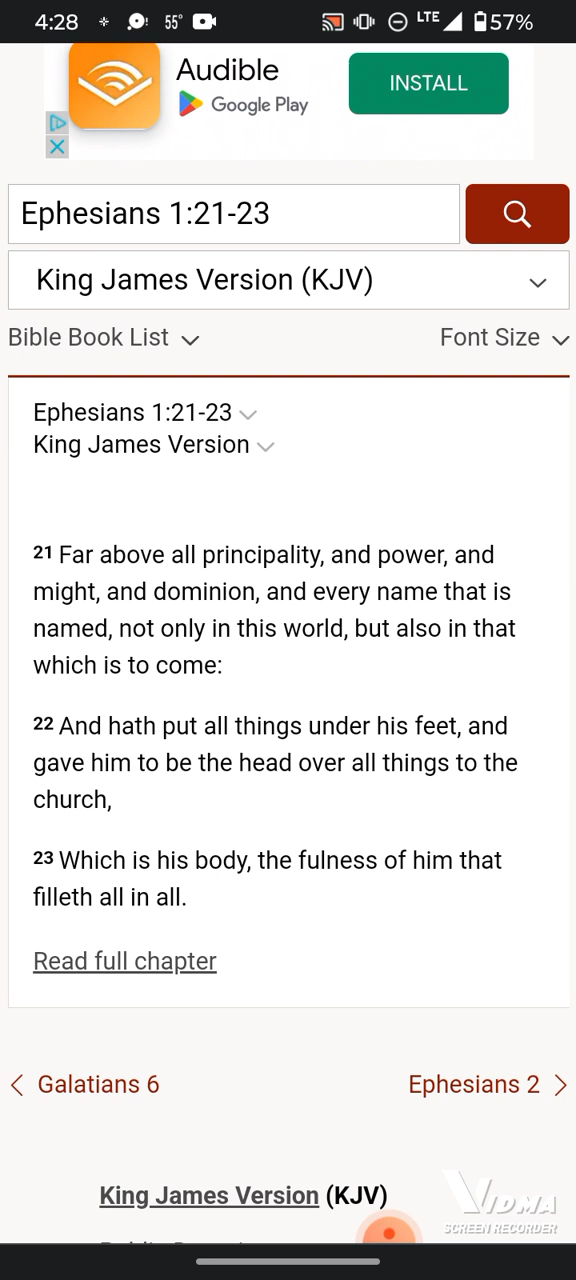 4:28 55° LTE 57%
Audible
Google Play
INSTALL
Ephesians 1:21-23
King James Version (KJV)
Bible Book List Font Size
Ephesians 1:21-23
King James Version
21 Far above all principality, and power, and
might, and dominion, and every name that is
named, not only in this world, but also in that
which is to come:
22 And hath put all things under his feet, and
gave him to be the head over all things to the
church,
23 Which is his body, the fulness of him that
filleth all in all.
Read full chapter
Galatians 6 Ephesians 2
King James Version (KJV)
VIDMA
SCREEN RECORDER